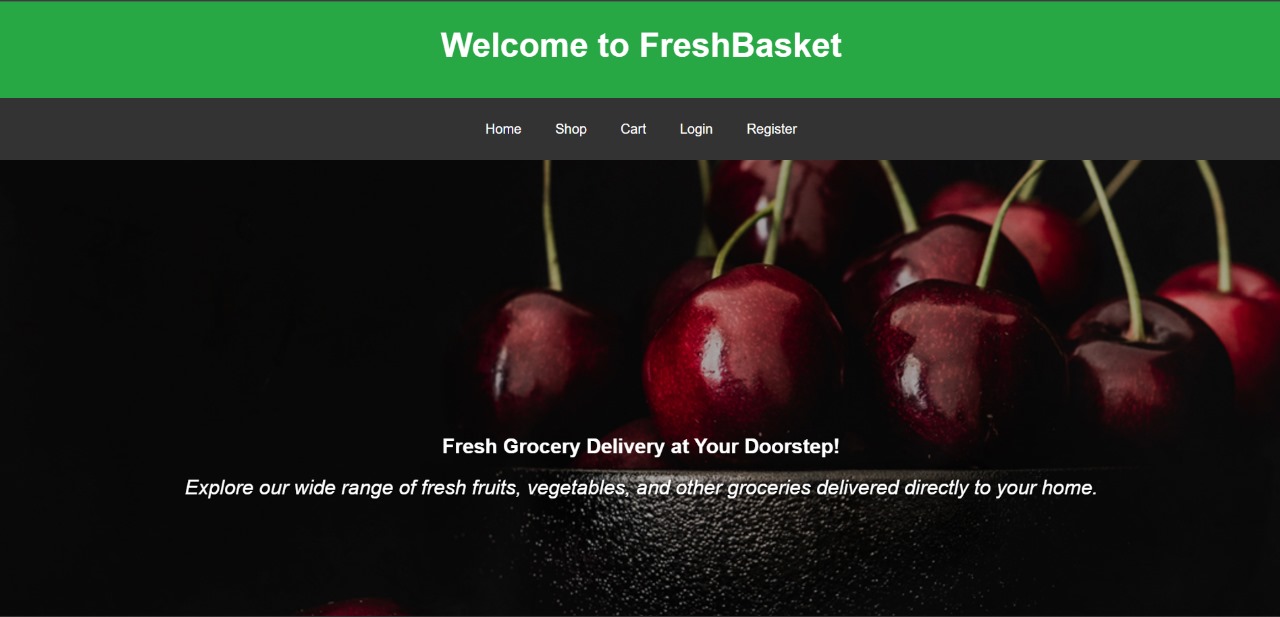 Welcome to FreshBasket
Home Shop Cart Login Register
Fresh Grocery Delivery at Your Doorstep!
Explore our wide range of fresh fruits, vegetables, and other groceries delivered directly to your home.